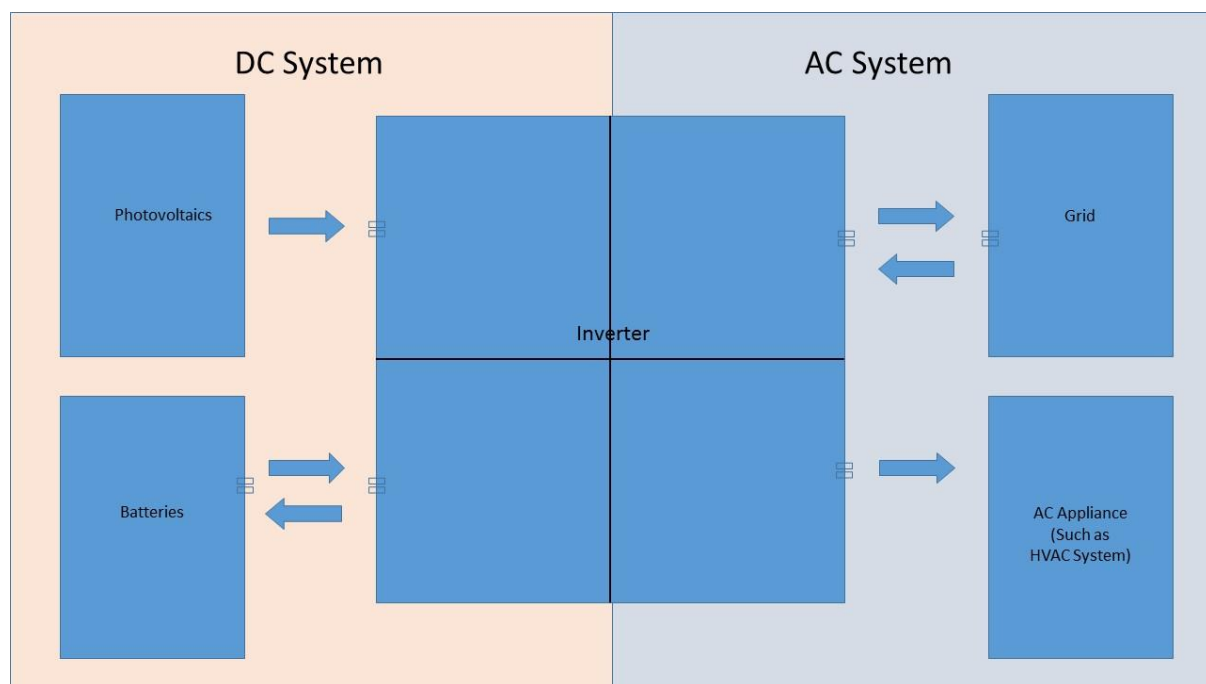 DC System
AC System
Photovoltaics
Grid
Inverter
Batteries
AC Appliance
(Such as
HVAC System)